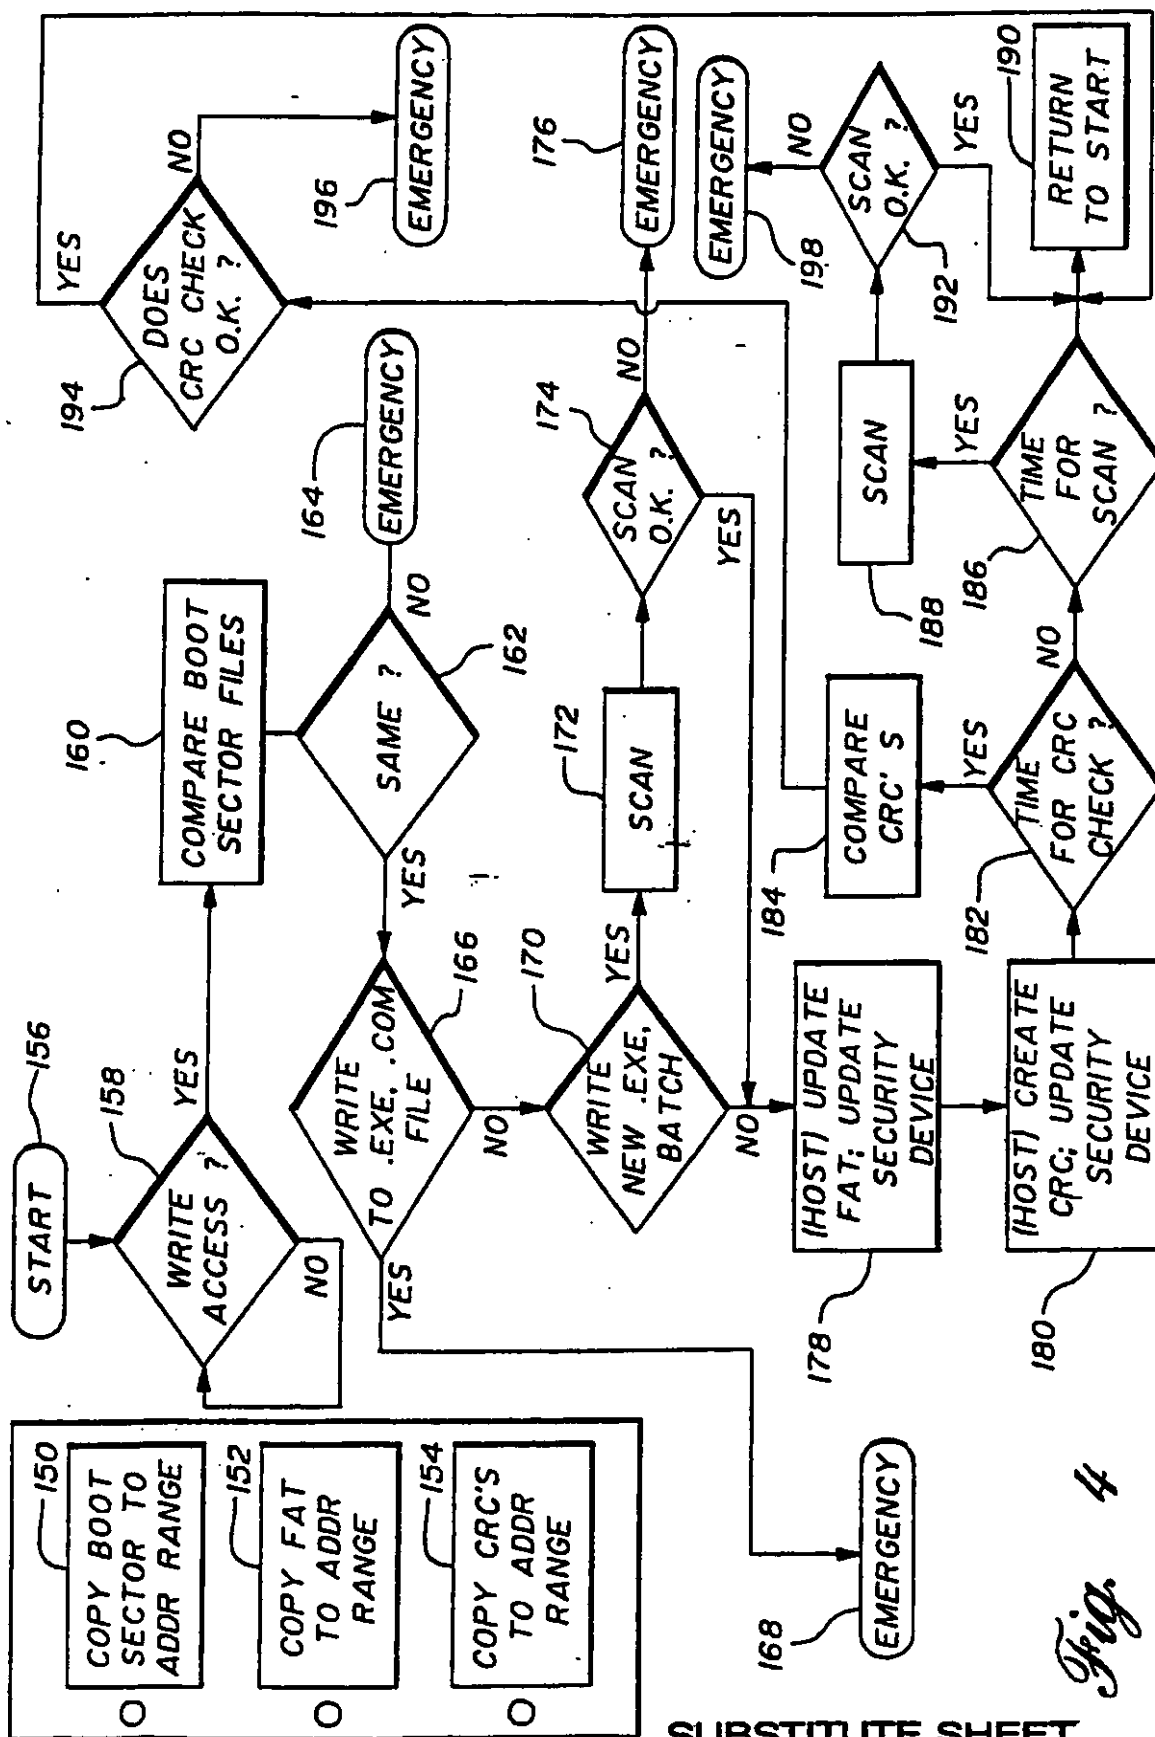 150
COPY BOOT
SECTOR TO
ADDR RANGE
152
COPY FAT
TO ADDR
RANGE
154
COPY CRC'S
TO ADDR
RANGE
START
156
WRITE
ACCESS ?
158
YES
NO
160
COMPARE BOOT
SECTOR FILES
SAME ?
162
NO
YES
164
EMERGENCY
WRITE
TO .EXE, .COM
FILE
166
YES
NO
168
EMERGENCY
WRITE
NEW .EXE,
BATCH
170
YES
NO
172
SCAN
174
SCAN
O.K. ?
NO
YES
176
EMERGENCY
(HOST) UPDATE
FAT; UPDATE
SECURITY
DEVICE
178
(HOST) CREATE
CRC; UPDATE
SECURITY
DEVICE
180
TIME
FOR CRC
CHECK ?
182
YES
NO
184
COMPARE
CRC' S
TIME
FOR
SCAN ?
186
YES
188
SCAN
SCAN
O.K. ?
192
NO
YES
198
EMERGENCY
190
RETURN
TO START
194
DOES
CRC CHECK
O.K. ?
YES
NO
196
EMERGENCY
Fig. 4
SUBSTITUTE SHEET